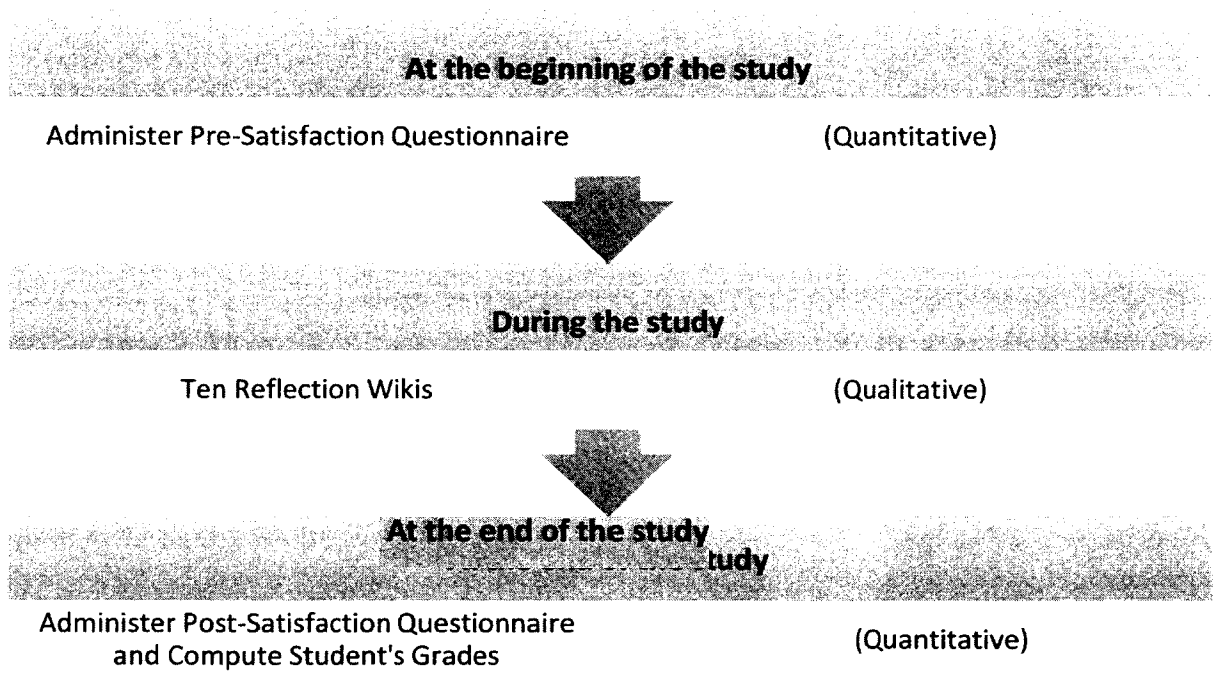 At the beginning of the study
Administer Pre-Satisfaction Questionnaire (Quantitative)
During the study
Ten Reflection Wikis (Qualitative)
At the end of the study
tudy
Administer Post-Satisfaction Questionnaire
and Compute Student's Grades
(Quantitative)